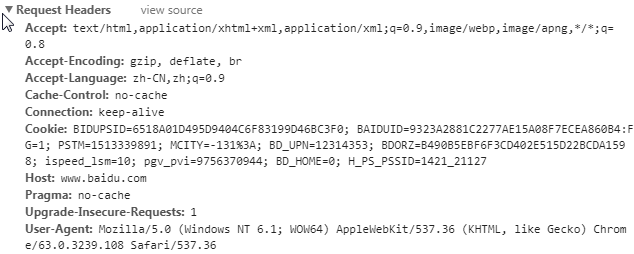 Request Headers view source
Accept: text/html,application/xhtml+xml,application/xml;q=0.9,image/webp,image/apng,*/*;q=
0.8
Accept-Encoding: gzip, deflate, br
Accept-Language: zh-CN,zh;q=0.9
Cache-Control: no-cache
Connection: keep-alive
Cookie: BIDUPSID=6518A01D495D9404C6F83199D46BC3F0; BAIDUID=9323A2881C2277AE15A08F7ECEA860B4:F
G=1; PSTM=1513339891; MCITY=-131%3A; BD_UPN=12314353; BDORZ=B490B5EBF6F3CD402E515D22BCDA159
8; ispeed_lsm=10; pgv_pvi=9756370944; BD_HOME=0; H_PS_PSSID=1421_21127
Host: www.baidu.com
Pragma: no-cache
Upgrade-Insecure-Requests: 1
User-Agent: Mozilla/5.0 (Windows NT 6.1; WOW64) AppleWebKit/537.36 (KHTML, like Gecko) Chrom
e/63.0.3239.108 Safari/537.36